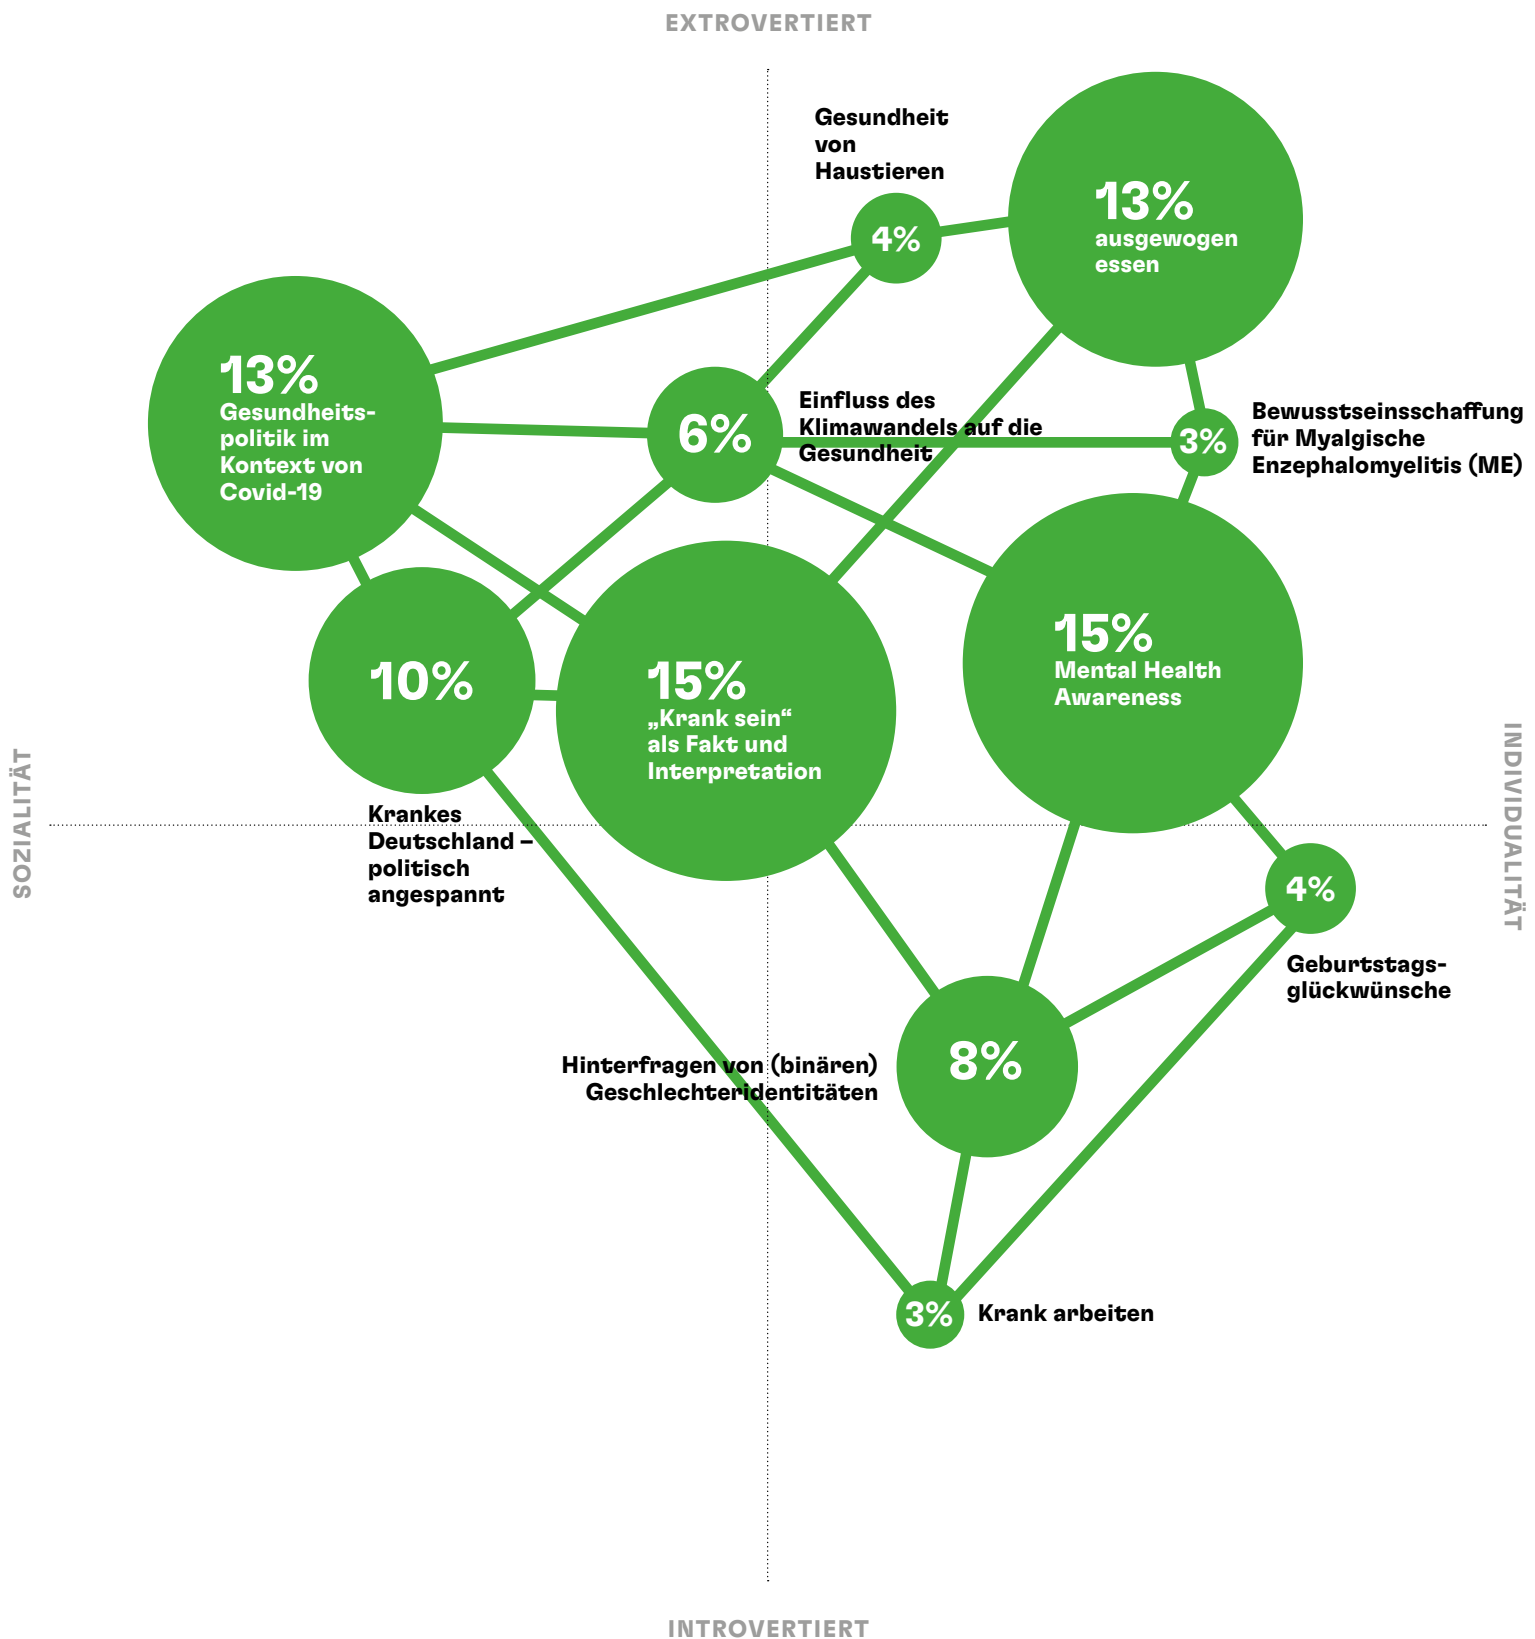 EXTROVERTIERT
Gesundheit
von
Haustieren
4%
13%
ausgewogen
essen
13%
Gesundheits-
politik im
Kontext von
Covid-19
6%
Einfluss des
Klimawandels auf die
Gesundheit
3%
Bewusstseinsschaffung
für Myalgische
Enzephalomyelitis (ME)
10%
Krankes
Deutschland –
politisch
angespannt
15%
„Krank sein“
als Fakt und
Interpretation
15%
Mental Health
Awareness
SOZIALITÄT
INDIVIDUALITÄT
4%
Geburtstags-
glückwünsche
Hinterfragen von (binären)
Geschlechteridentitäten
8%
3%
Krank arbeiten
INTROVERTIERT